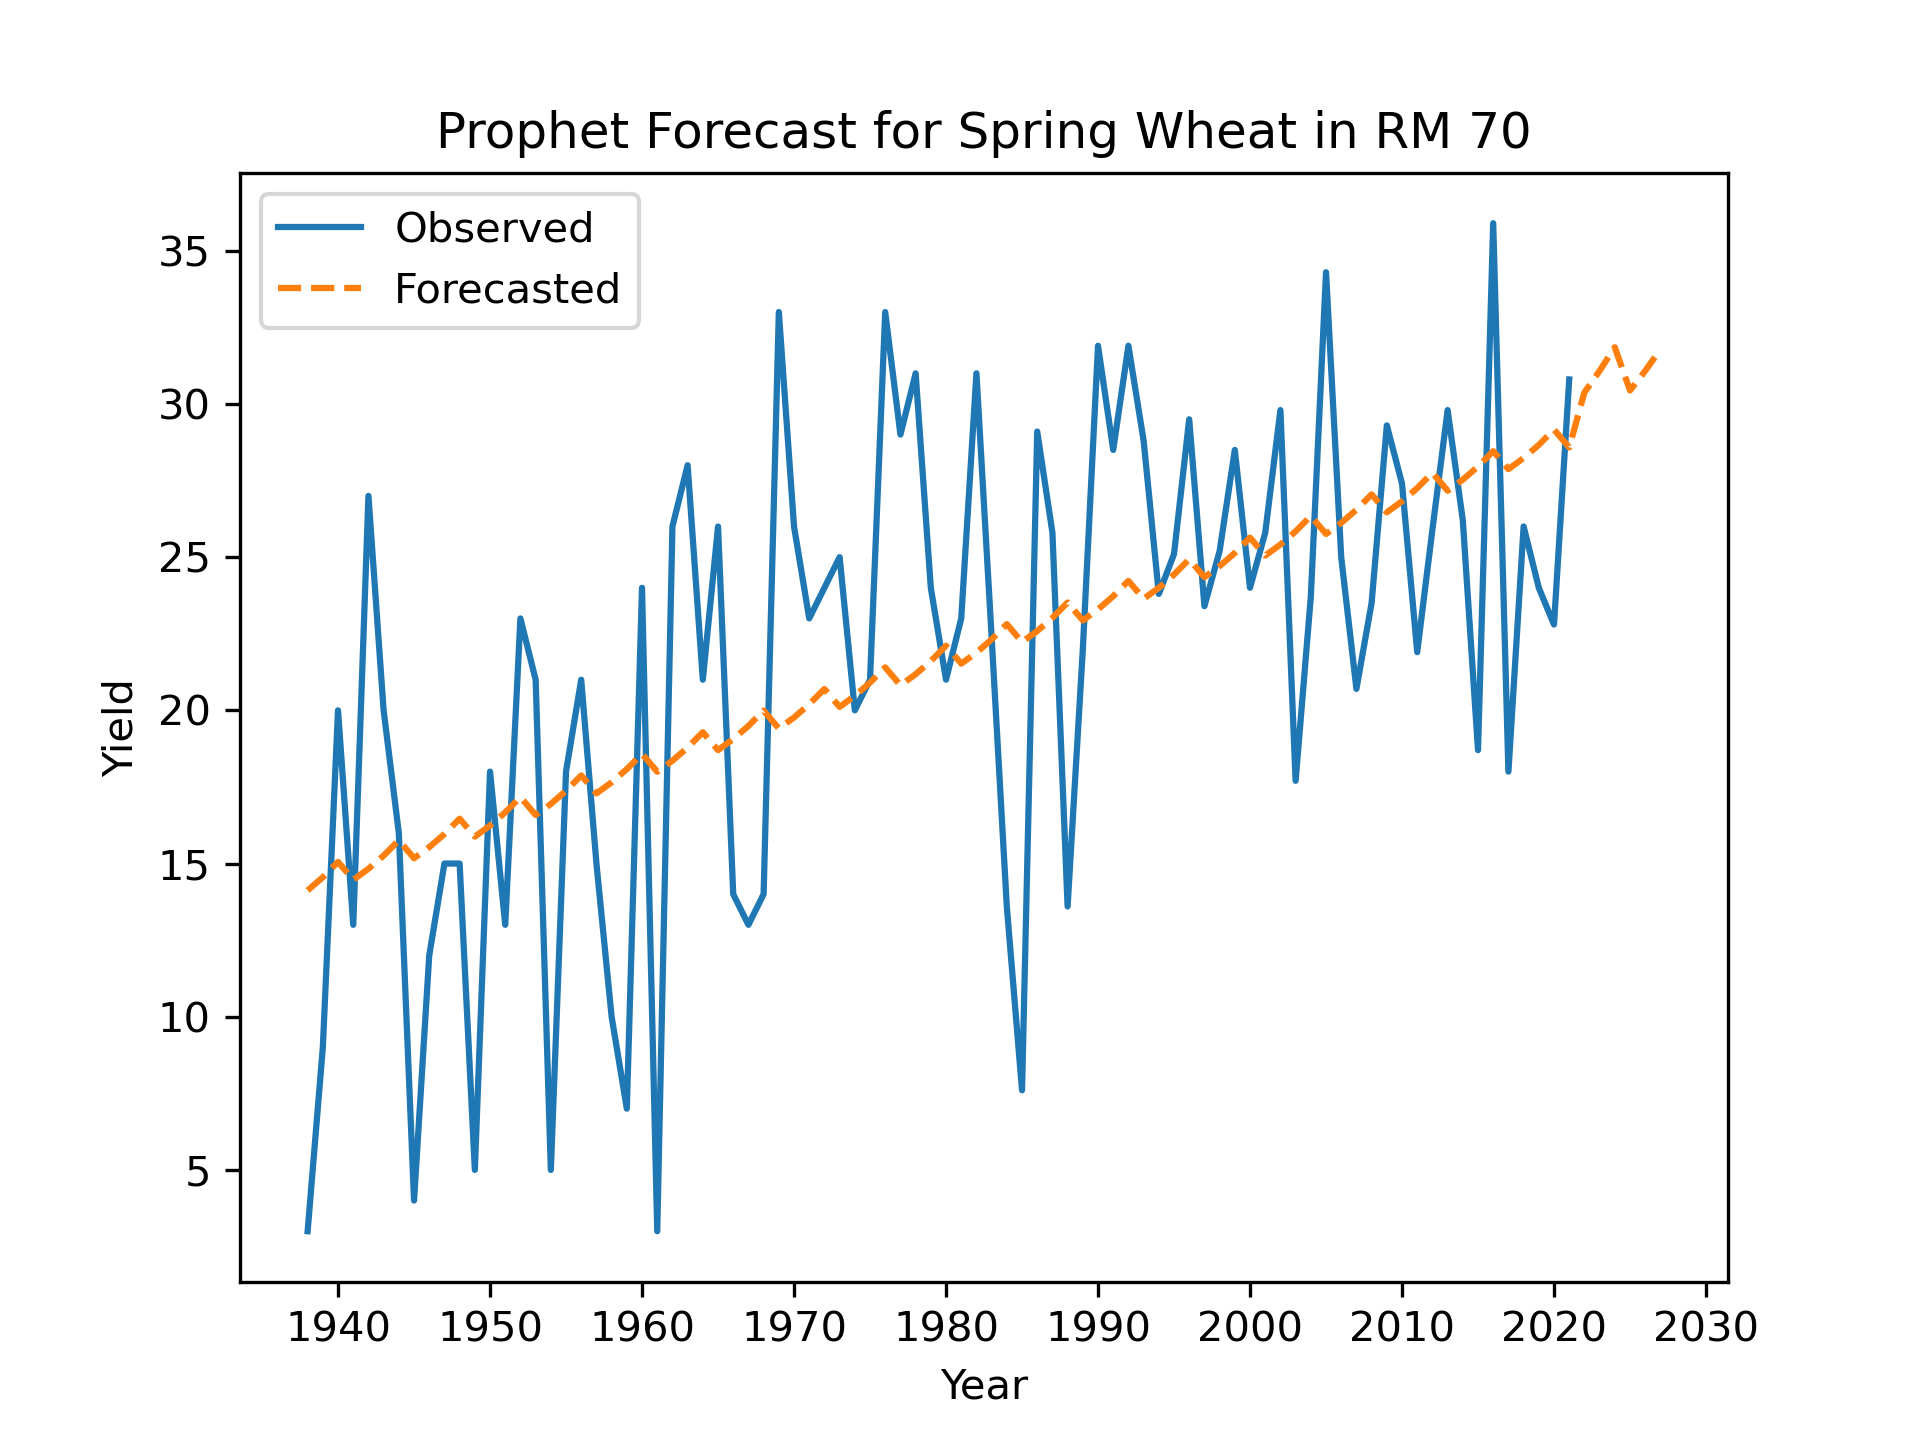 Prophet Forecast for Spring Wheat in RM 70
Observed
Forecasted
35
30
25
20
15
10
5
Yield
1940 1950 1960 1970 1980 1990 2000 2010 2020 2030
Year